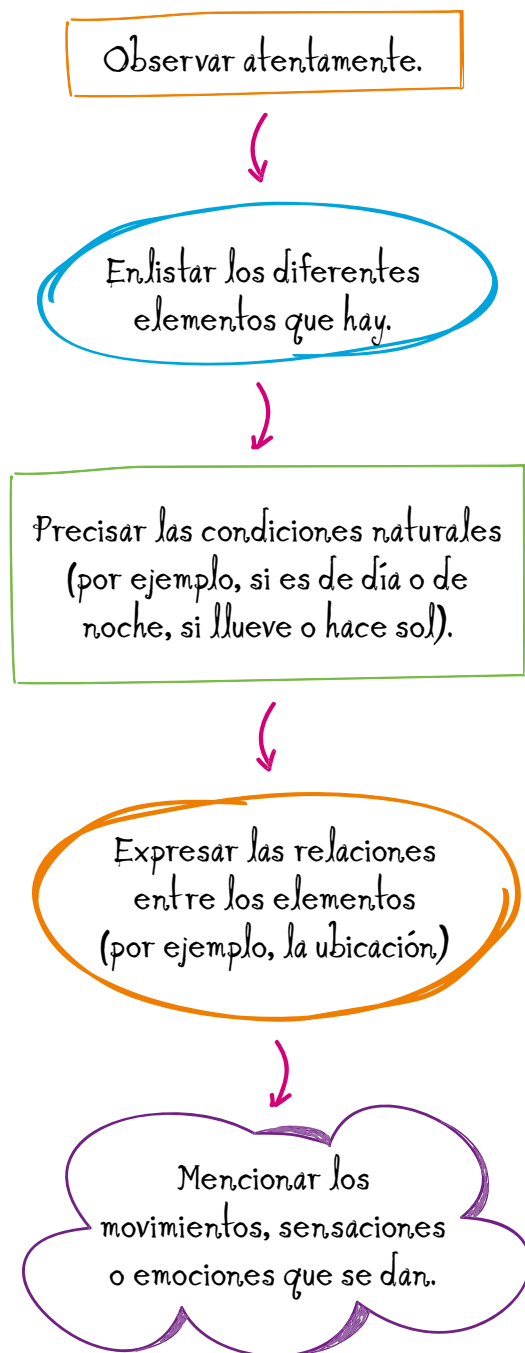 Observar atentamente.
Enlistar los diferentes
elementos que hay.
Precisar las condiciones naturales
(por ejemplo, si es de día o de
noche, si llueve o hace sol).
Expresar las relaciones
entre los elementos
(por ejemplo, la ubicación)
Mencionar los
movimientos, sensaciones
o emociones que se dan.